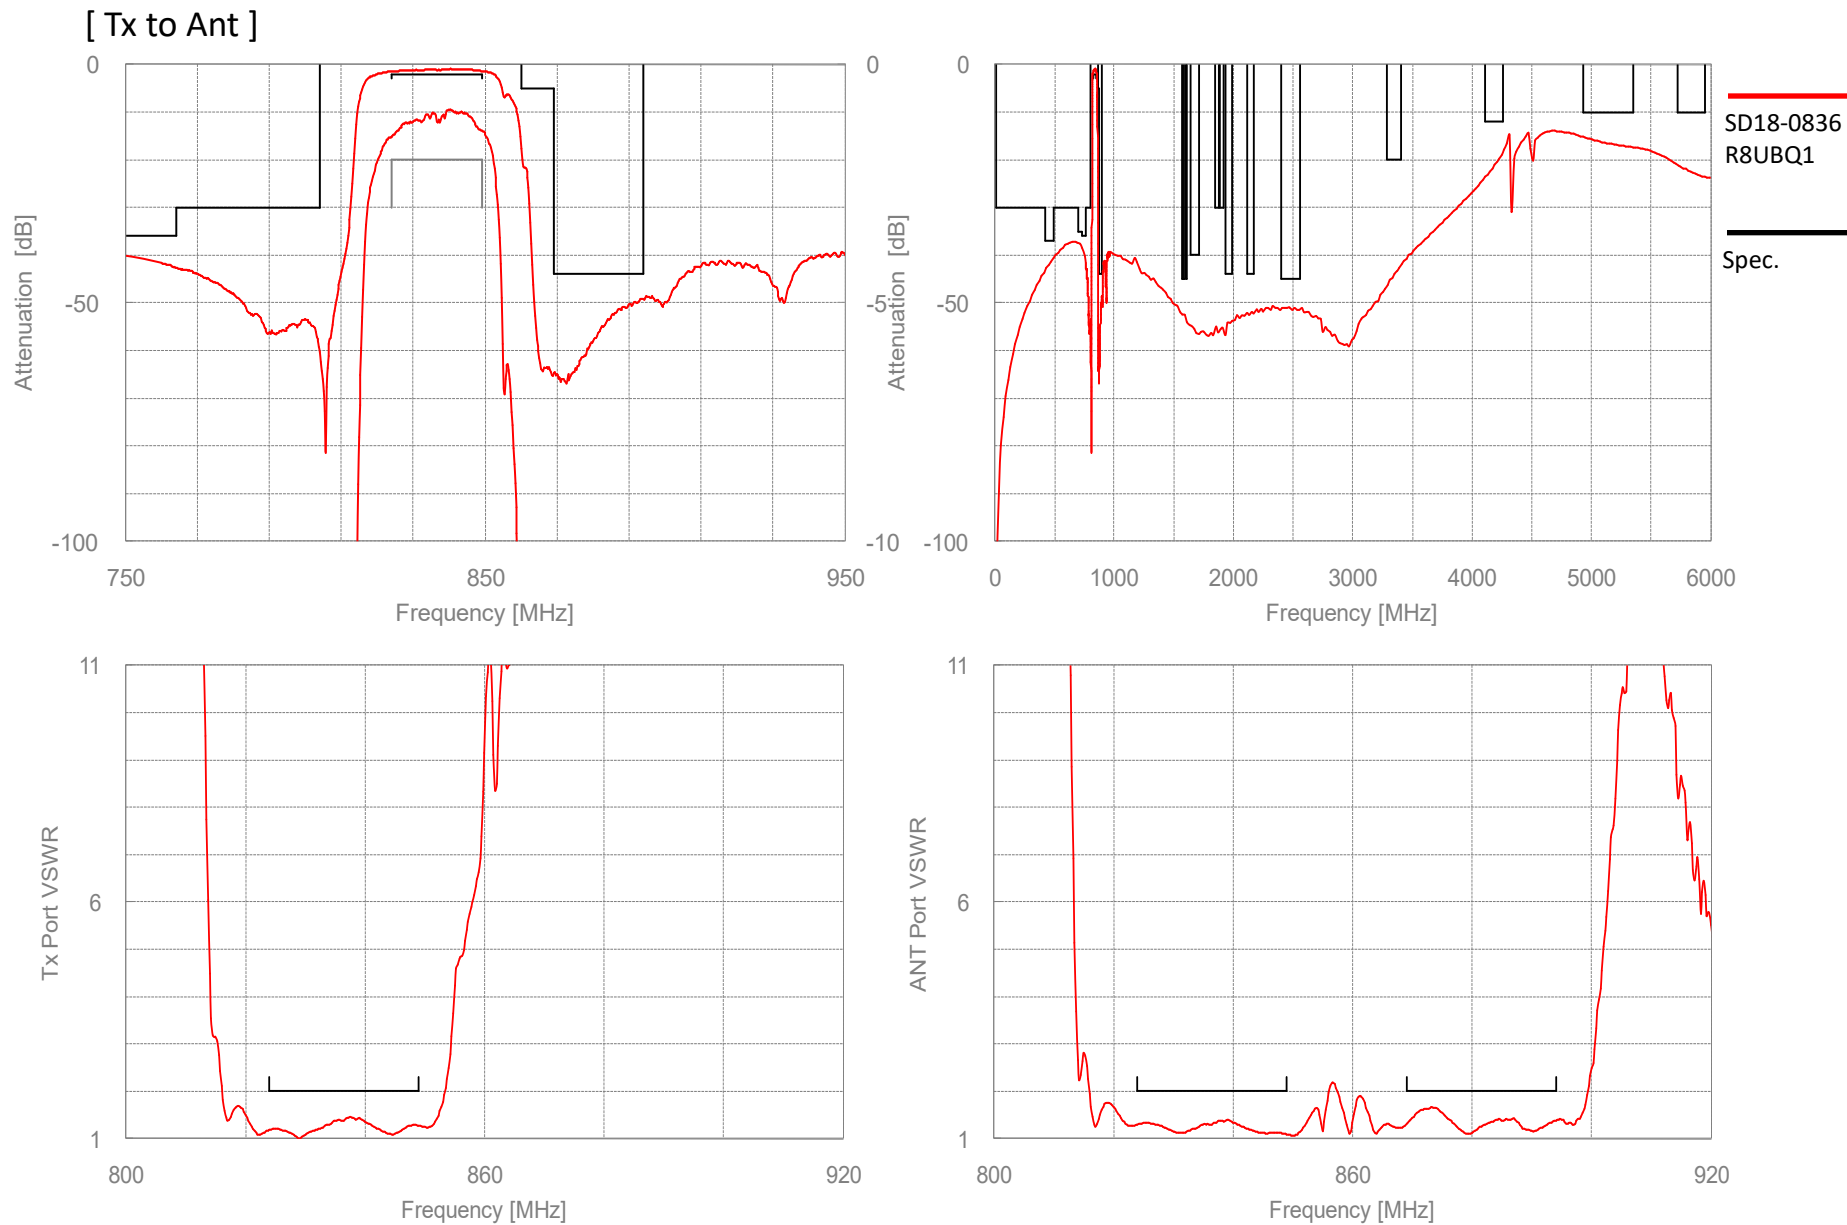 [ Tx to Ant ]
0
-50
-100
Attenuation [dB]
750
850
950
Frequency [MHz]
0
-5
-10
Attenuation [dB]
0
-50
-100
0
1000
2000
3000
4000
5000
6000
Frequency [MHz]
SD18-0836
R8UBQ1
Spec.
11
6
1
Tx Port VSWR
800
860
920
Frequency [MHz]
11
6
1
ANT Port VSWR
800
860
920
Frequency [MHz]